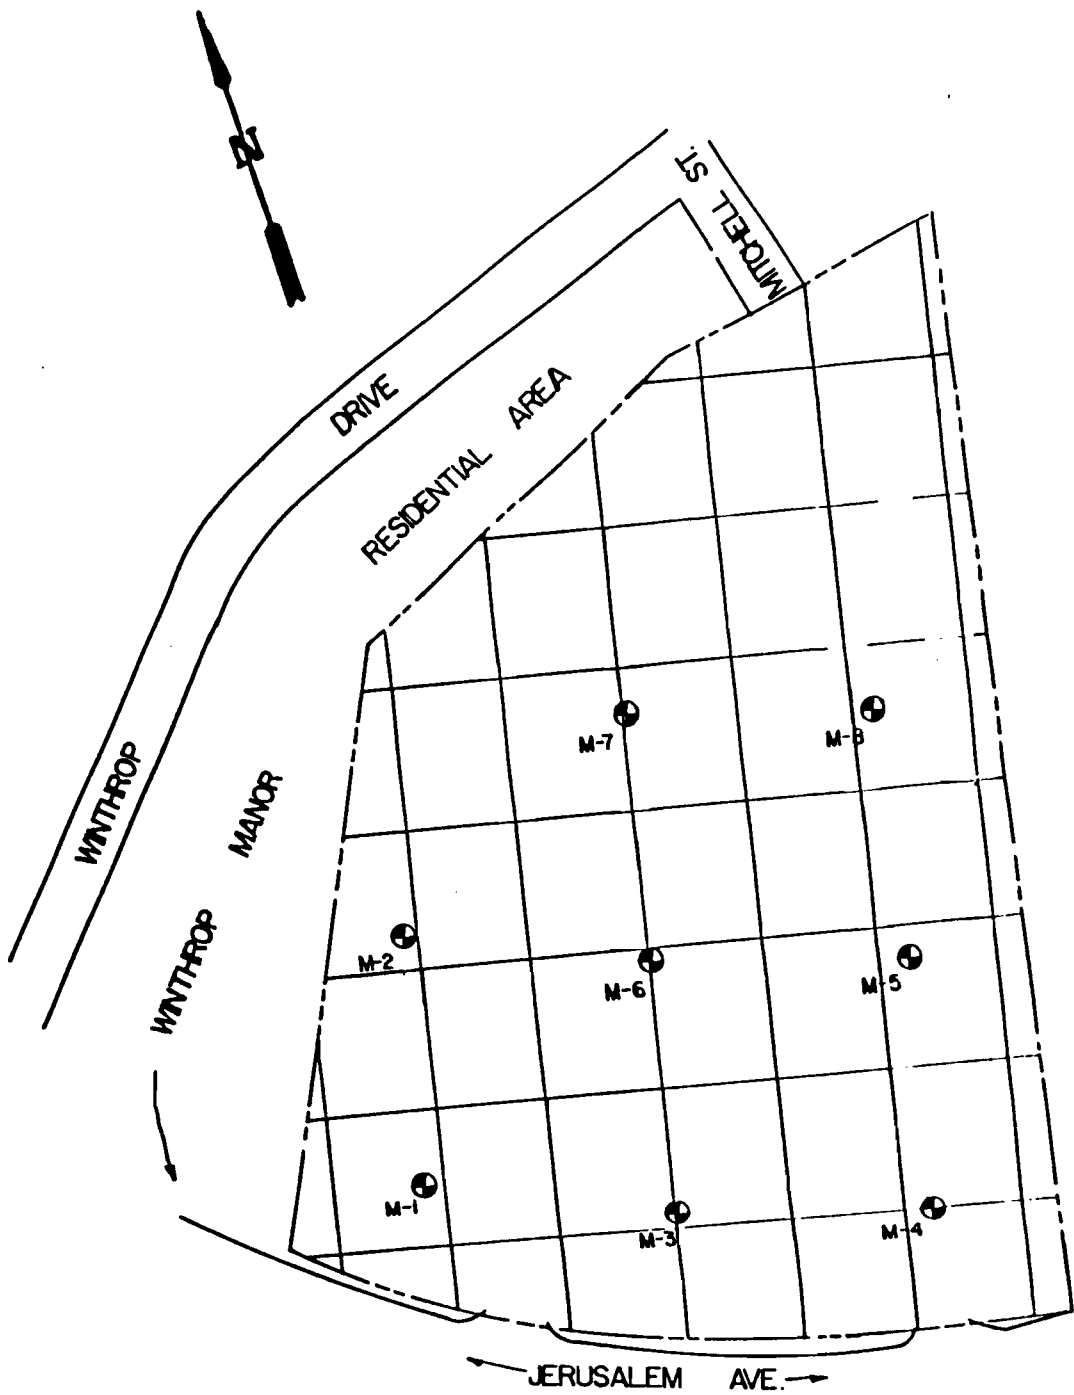 N
MITCHELL ST.
DRIVE
RESIDENTIAL AREA
WINTHROP
MANOR
WINTHROP
M-7
M-8
M-2
M-6
M-5
M-1
M-3
M-4
JERUSALEM AVE.